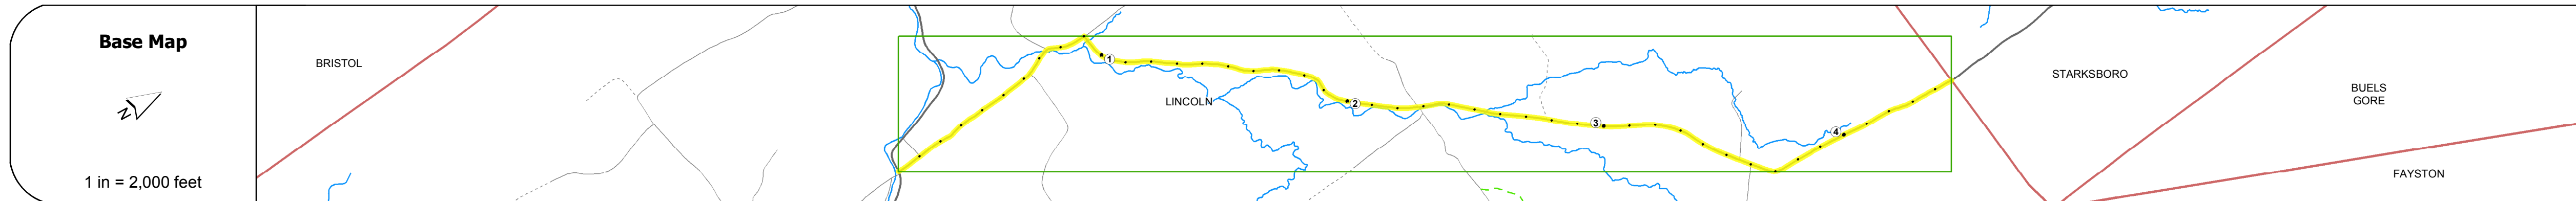 Base Map
N
1 in = 2,000 feet
BRISTOL
LINCOLN
1
2
3
4
STARKSBORO
BUELS
GORE
FAYSTON